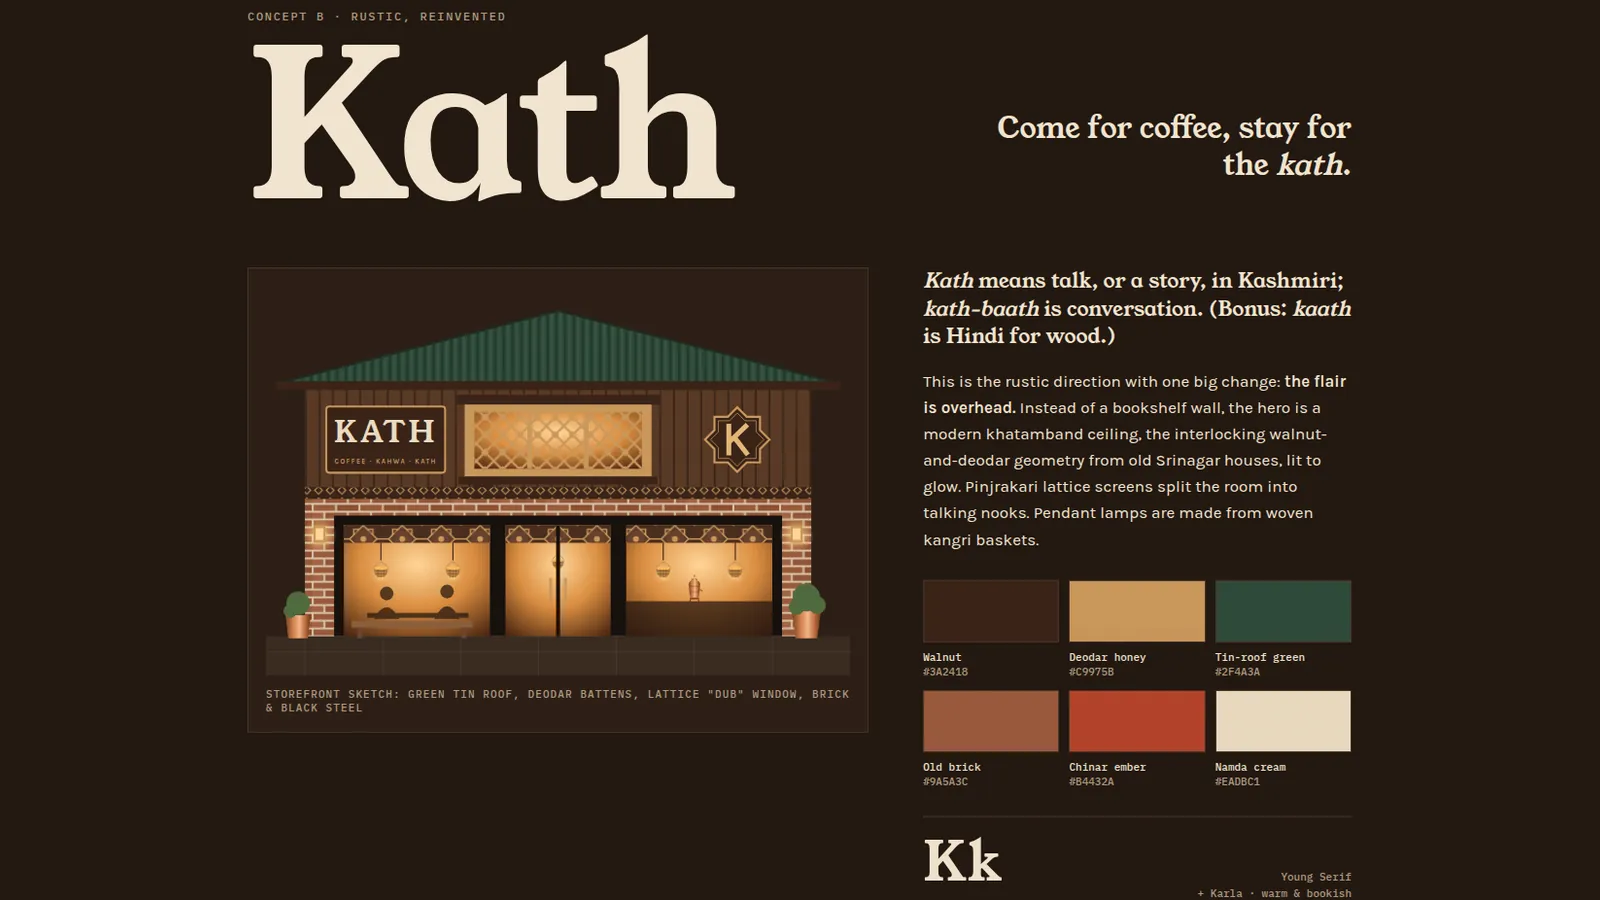 CONCEPT B · RUSTIC, REINVENTED
Kath
Come for coffee, stay for
the kath.
KATH
COFFEE · KAHWA · KATH
K
STOREFRONT SKETCH: GREEN TIN ROOF, DEODAR BATTENS, LATTICE "DUB" WINDOW, BRICK
& BLACK STEEL
Kath means talk, or a story, in Kashmiri;
kath-baath is conversation. (Bonus: kaath
is Hindi for wood.)
This is the rustic direction with one big change: the flair
is overhead. Instead of a bookshelf wall, the hero is a
modern khatamband ceiling, the interlocking walnut-
and-deodar geometry from old Srinagar houses, lit to
glow. Pinjrakari lattice screens split the room into
talking nooks. Pendant lamps are made from woven
kangri baskets.
Walnut
#3A2418
Deodar honey
#C9975B
Tin-roof green
#2F4A3A
Old brick
#9A5A3C
Chinar ember
#B4432A
Namda cream
#EADBC1
Kk
Young Serif
+ Karla · warm & bookish